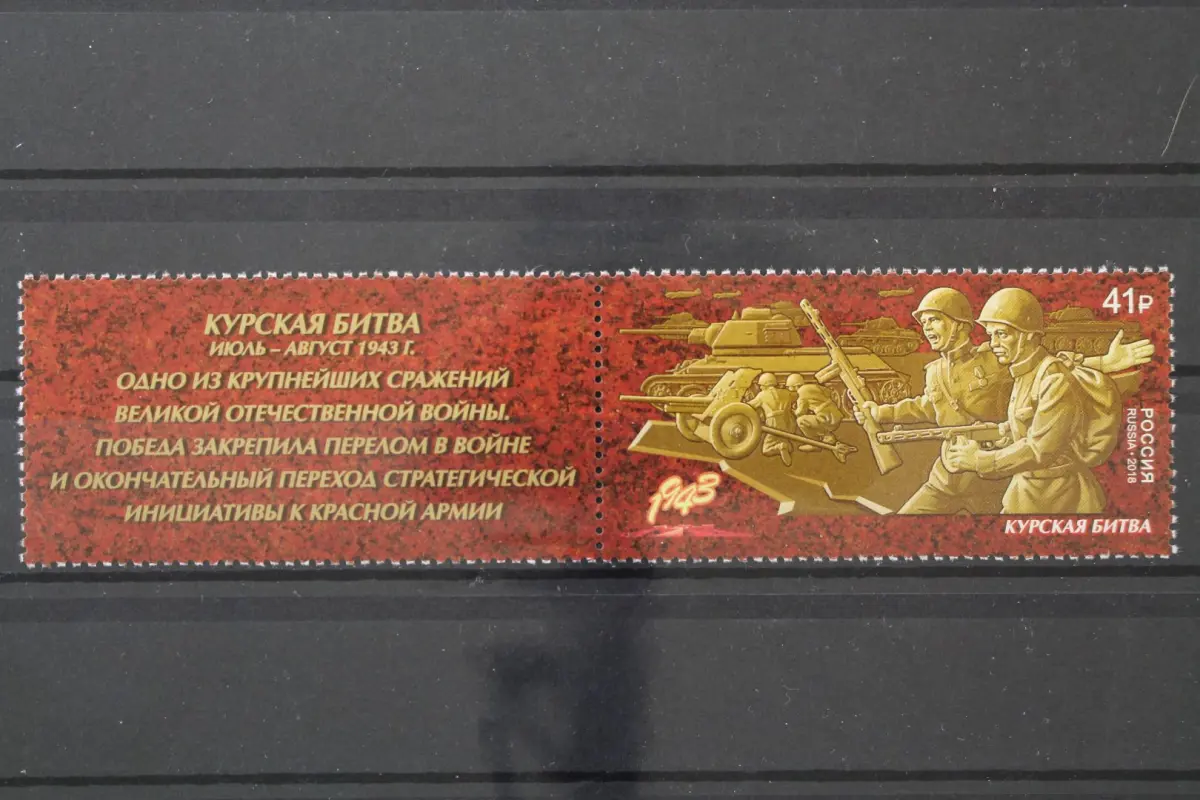 КУРСКАЯ БИТВА
ИЮЛЬ – АВГУСТ 1943 Г.
ОДНО ИЗ КРУПНЕЙШИХ СРАЖЕНИЙ
ВЕЛИКОЙ ОТЕЧЕСТВЕННОЙ ВОЙНЫ.
ПОБЕДА ЗАКРЕПИЛА ПЕРЕЛОМ В ВОЙНЕ
И ОКОНЧАТЕЛЬНЫЙ ПЕРЕХОД СТРАТЕГИЧЕСКОЙ
ИНИЦИАТИВЫ К КРАСНОЙ АРМИИ
41₽
РОССИЯ
RUSSIA • 2018
1943
КУРСКАЯ БИТВА